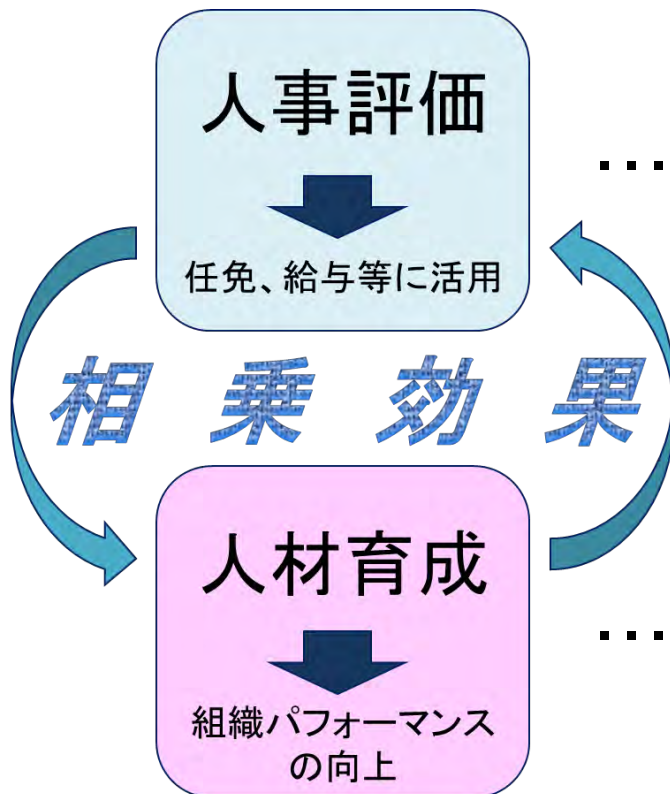 人事評価
…
任免、給与等に活用
相乗効果
人材育成
…
組織パフォーマンス
の向上